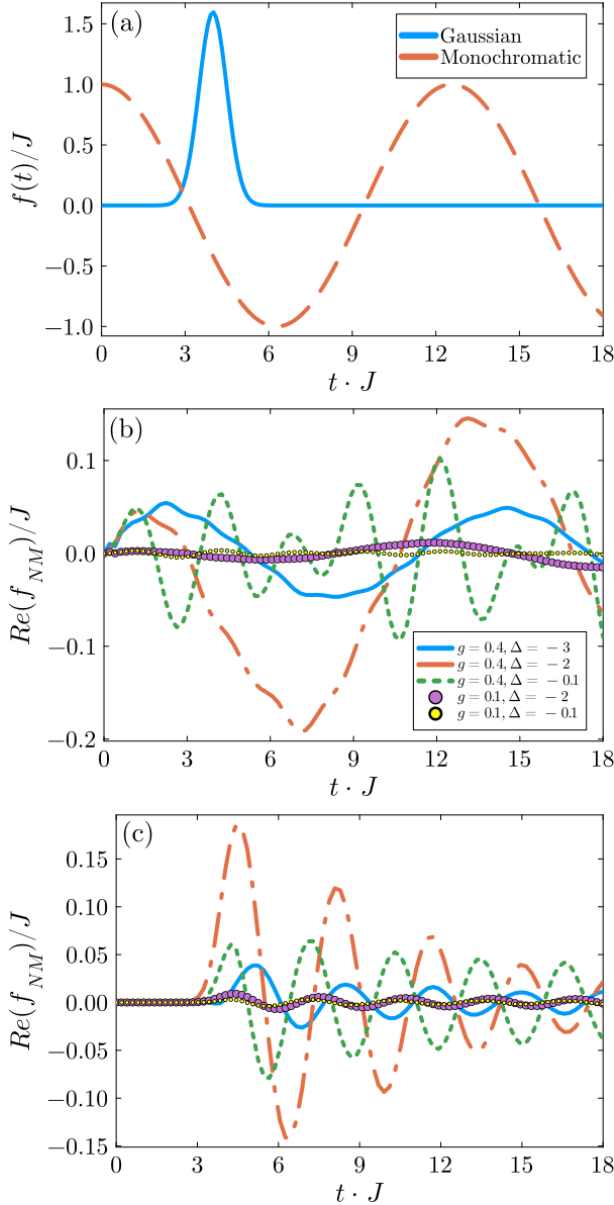 (a)
Gaussian
Monochromatic
f(t)/J
1.5
1.0
0.5
0.0
−0.5
−1.0
0 3 6 9 12 15 18
t · J
(b)
Re(f_NM)/J
0.1
0.0
−0.1
−0.2
g = 0.4, Δ = − 3
g = 0.4, Δ = − 2
g = 0.4, Δ = − 0.1
g = 0.1, Δ = − 2
g = 0.1, Δ = − 0.1
0 3 6 9 12 15 18
t · J
(c)
Re(f_NM)/J
0.15
0.10
0.05
0.00
−0.05
−0.10
−0.15
0 3 6 9 12 15 18
t · J